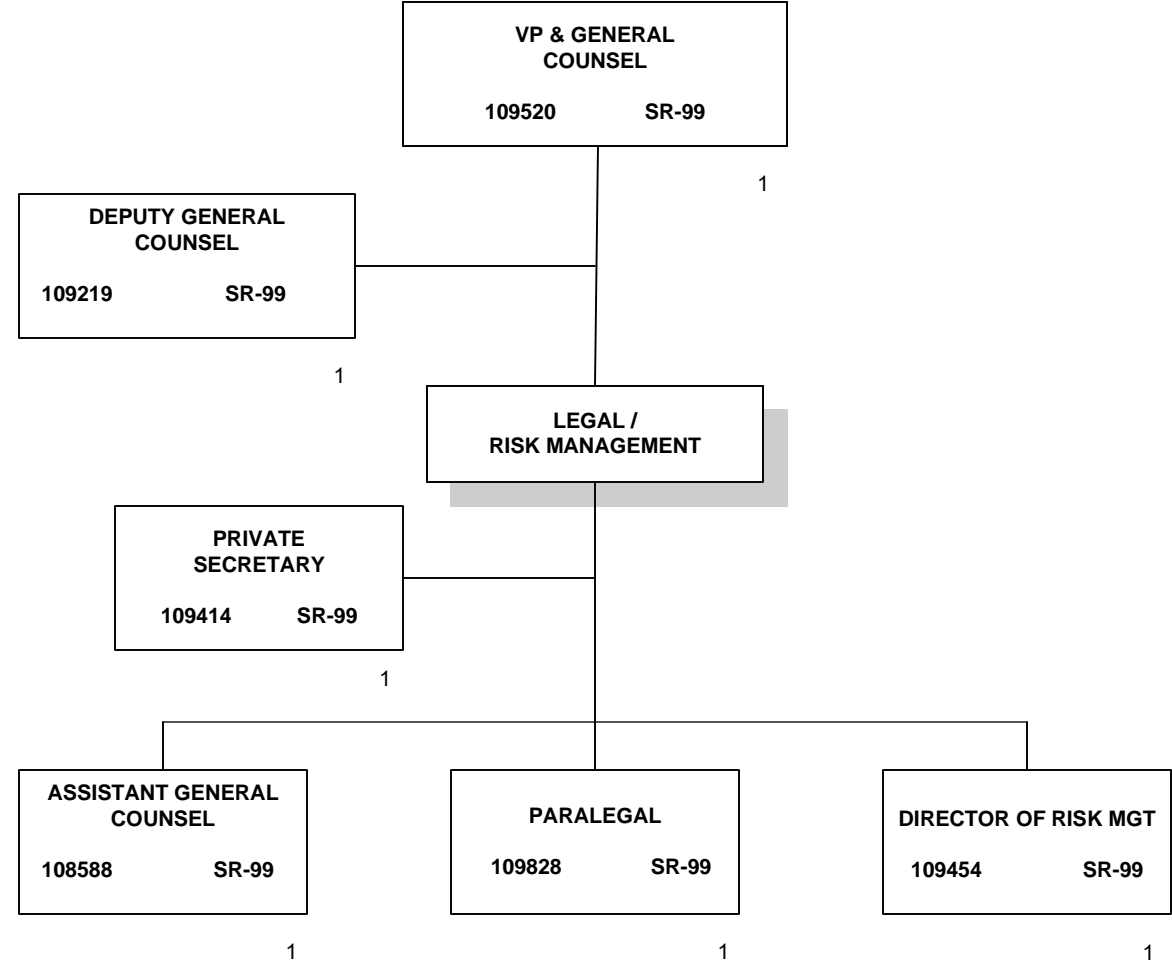 VP & GENERAL
COUNSEL
109520 SR-99
1
DEPUTY GENERAL
COUNSEL
109219 SR-99
1
LEGAL /
RISK MANAGEMENT
PRIVATE
SECRETARY
109414 SR-99
1
ASSISTANT GENERAL
COUNSEL
108588 SR-99
1
PARALEGAL
109828 SR-99
1
DIRECTOR OF RISK MGT
109454 SR-99
1